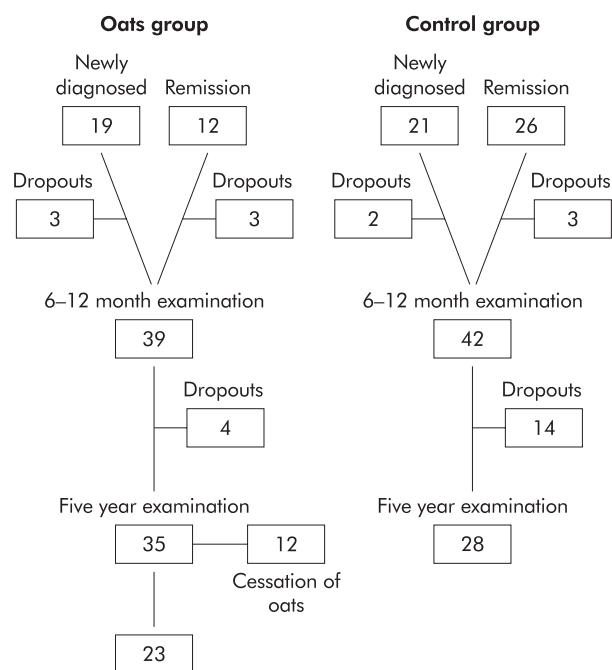 Oats group
Control group
Newly
diagnosed
Remission
Newly
diagnosed
Remission
19
12
21
26
Dropouts
Dropouts
Dropouts
Dropouts
3
3
2
3
6–12 month examination
6–12 month examination
39
42
Dropouts
Dropouts
4
14
Five year examination
Five year examination
35
12
28
Cessation of
oats
23